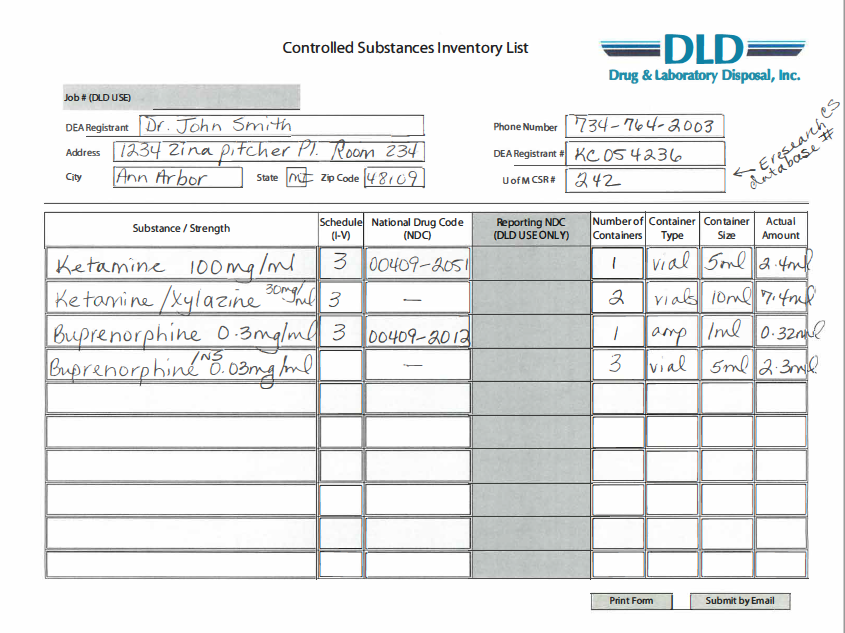 Controlled Substances Inventory List
DLD
Drug & Laboratory Disposal, Inc.
Job # (DLD USE)
DEA Registrant Dr. John Smith
Phone Number 734-764-2003
Address 1234 Zina pitcher Pl. Room 234
DEA Registrant # KC054236
City Ann Arbor State MI Zip Code 48109
U of M CSR # 242
← Eresearch CS
database #
Substance / Strength Schedule (I-V) National Drug Code (NDC) Reporting NDC (DLD USE ONLY) Number of Containers Container Type Container Size Actual Amount
Ketamine 100mg/ml 3 00409-2051 1 vial 5ml 2.4ml
Ketamine/Xylazine 30mg/ml 3 — 2 vials 10ml 7.4ml
Buprenorphine 0.3mg/ml 3 00409-2012 1 amp 1ml 0.32ml
Buprenorphine/NS 0.03mg/ml — 3 vial 5ml 2.3ml
Print Form Submit by Email